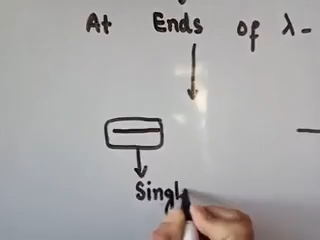 At Ends of λ-
Singl